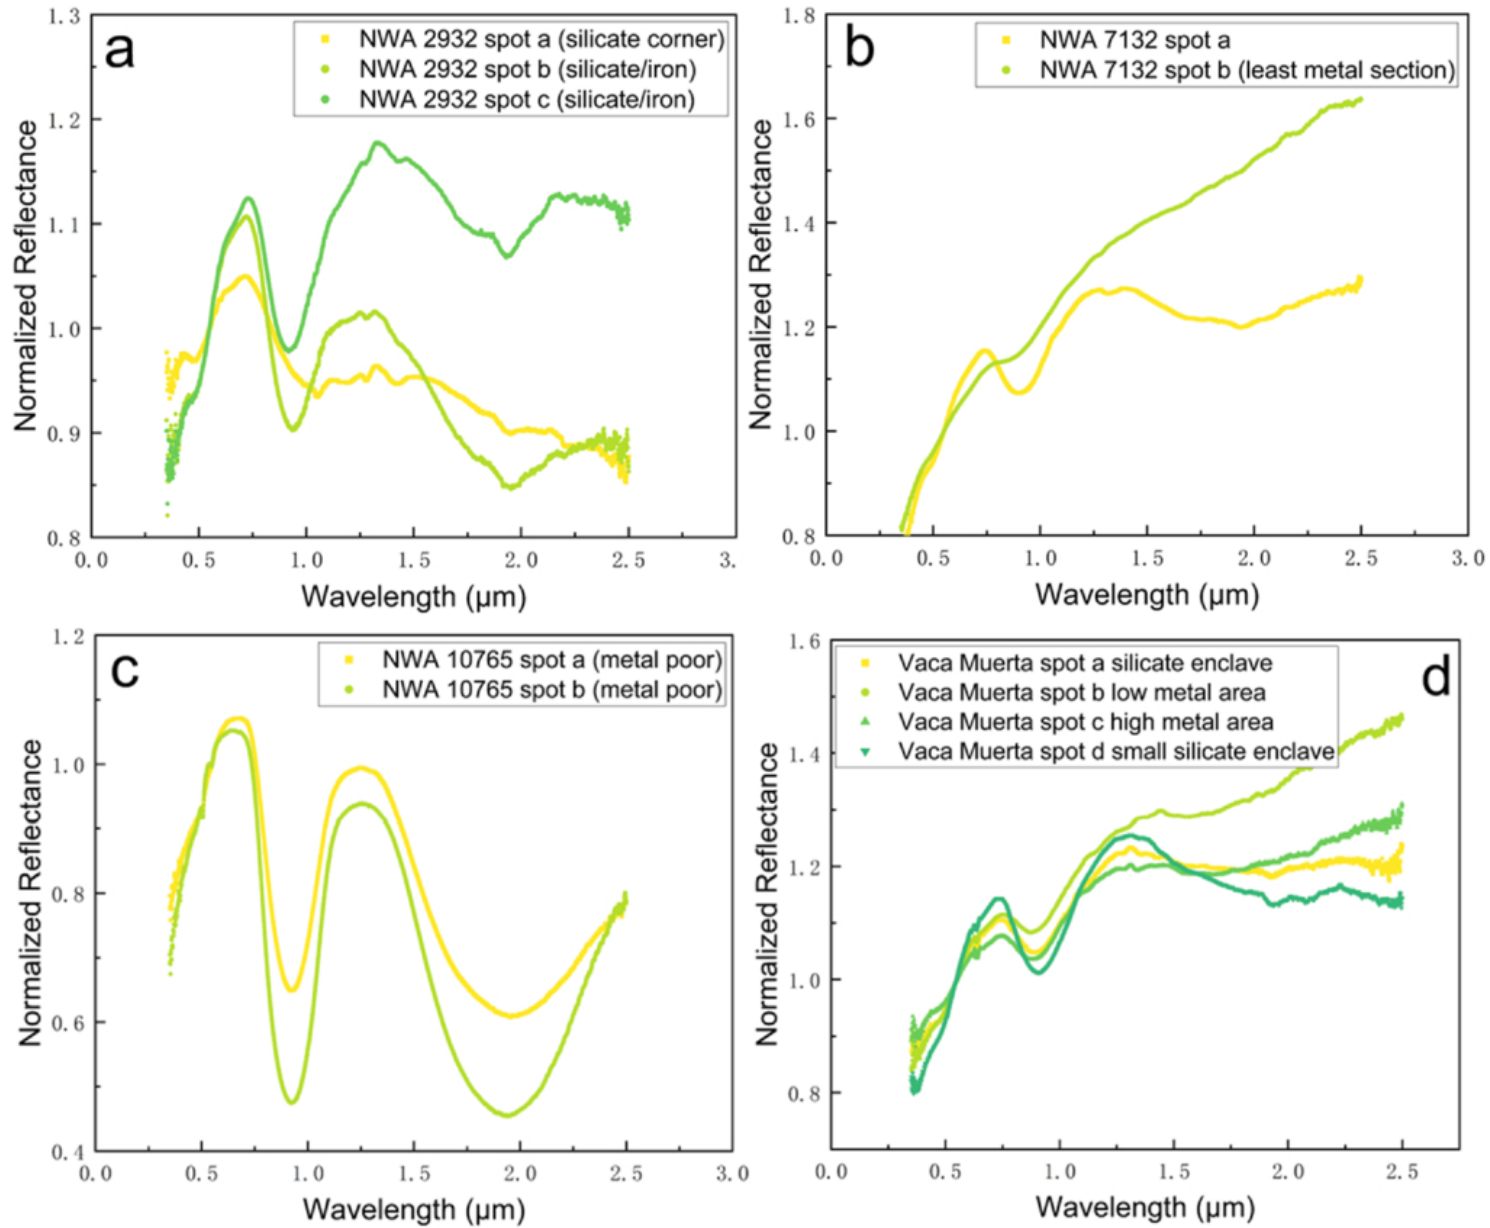 a
NWA 2932 spot a (silicate corner)
NWA 2932 spot b (silicate/iron)
NWA 2932 spot c (silicate/iron)
1.3
1.2
1.1
1.0
0.9
0.8
Normalized Reflectance
0.0 0.5 1.0 1.5 2.0 2.5 3.
Wavelength (µm)
b
NWA 7132 spot a
NWA 7132 spot b (least metal section)
1.8
1.6
1.4
1.2
1.0
0.8
Normalized Reflectance
0.0 0.5 1.0 1.5 2.0 2.5 3.0
Wavelength (µm)
c
NWA 10765 spot a (metal poor)
NWA 10765 spot b (metal poor)
1.2
1.0
0.8
0.6
0.4
Normalized Reflectance
0.0 0.5 1.0 1.5 2.0 2.5 3.0
Wavelength (µm)
d
Vaca Muerta spot a silicate enclave
Vaca Muerta spot b low metal area
Vaca Muerta spot c high metal area
Vaca Muerta spot d small silicate enclave
1.6
1.4
1.2
1.0
0.8
Normalized Reflectance
0.0 0.5 1.0 1.5 2.0 2.5
Wavelength (µm)